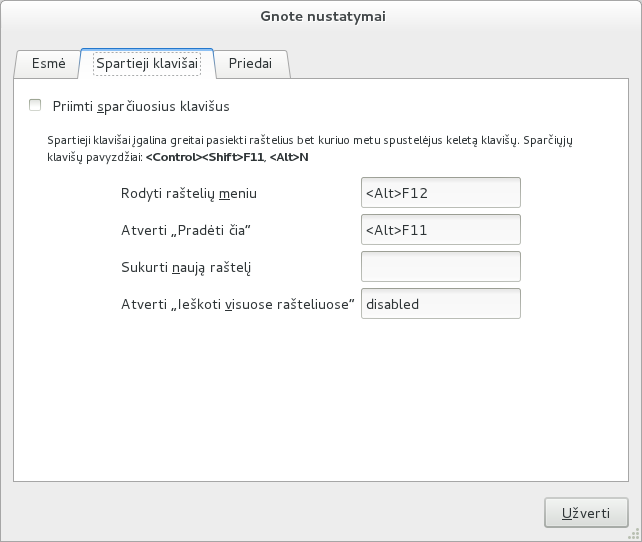 Gnote nustatymai
Esmė
Spartieji klavišai
Priedai
Priimti sparčiuosius klavišus
Spartieji klavišai įgalina greitai pasiekti raštelius bet kuriuo metu spustelėjus keletą klavišų. Sparčiųjų
klavišų pavyzdžiai: <Control><Shift>F11, <Alt>N
Rodyti raštelių meniu
<Alt>F12
Atverti „Pradėti čia“
<Alt>F11
Sukurti naują raštelį
Atverti „Ieškoti visuose rašteliuose“
disabled
Užverti